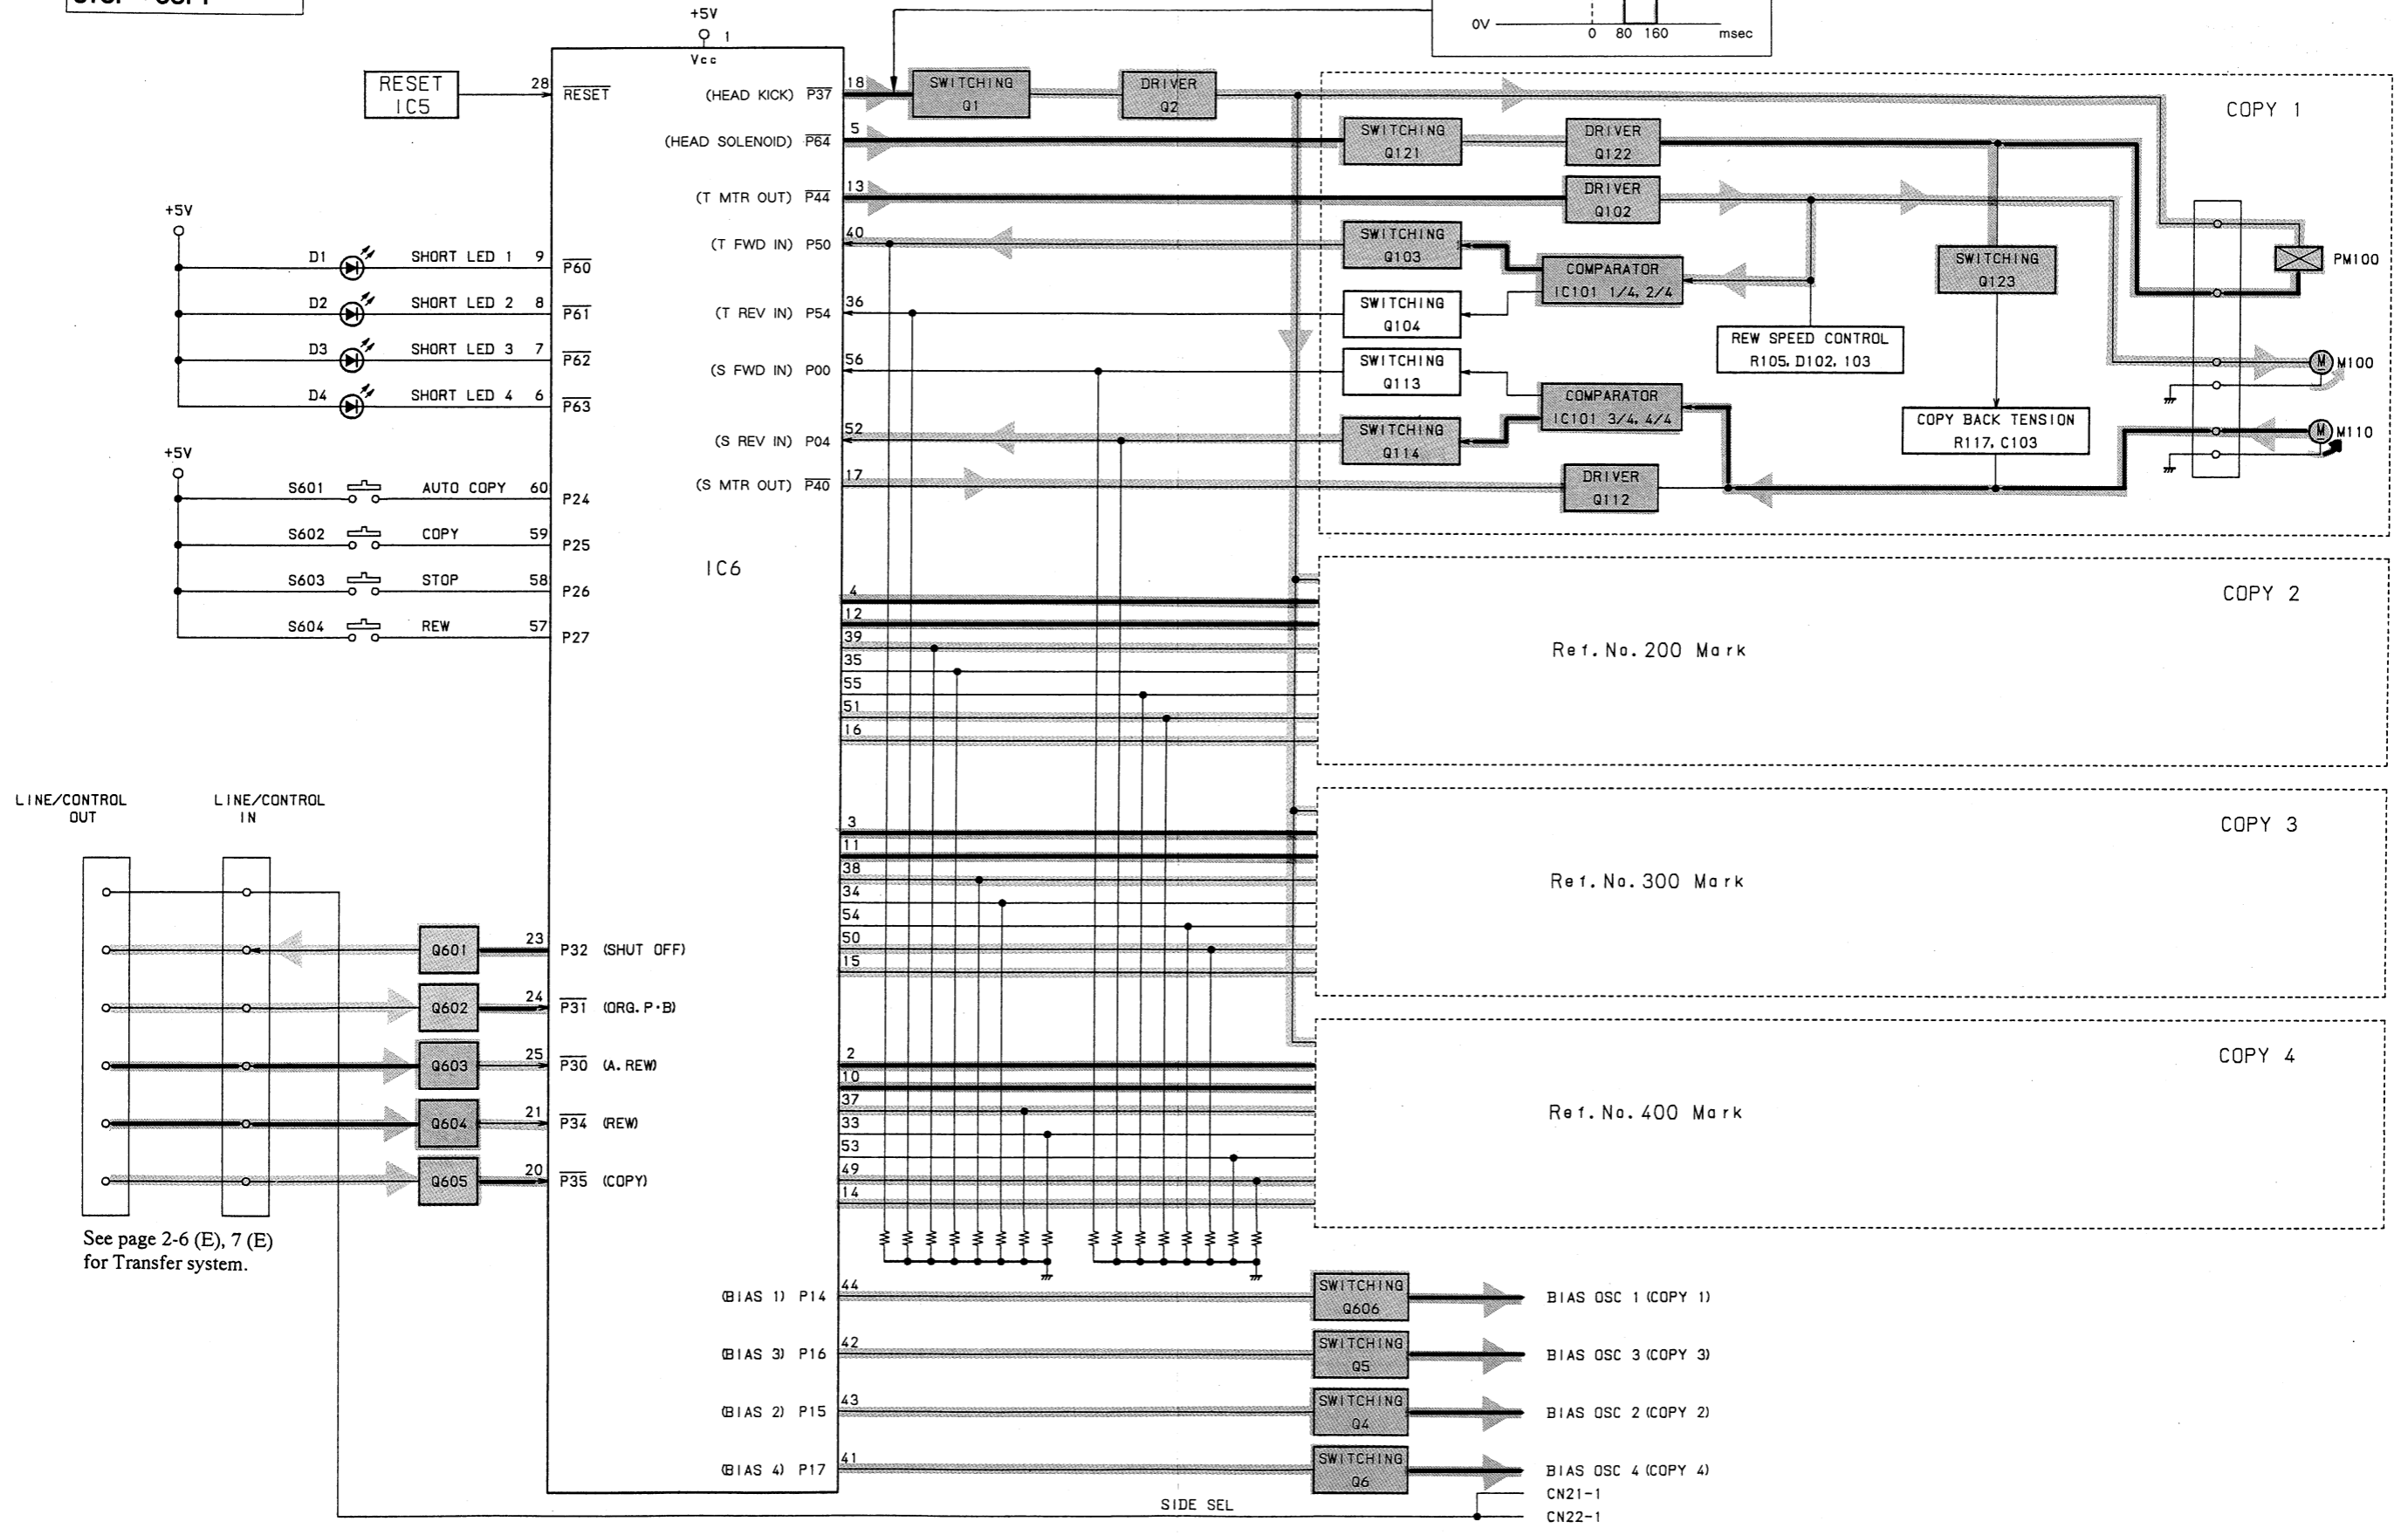 +5V
1
Vcc
0V
0 80 160 msec
RESET
IC5
28
RESET
(HEAD KICK) P37
18
SWITCHING
Q1
DRIVER
Q2
COPY 1
(HEAD SOLENOID) P64
5
SWITCHING
Q121
DRIVER
Q122
(T MTR OUT) P44
13
DRIVER
Q102
(T FWD IN) P50
40
SWITCHING
Q103
COMPARATOR
IC101 1/4, 2/4
SWITCHING
Q123
PM100
(T REV IN) P54
36
SWITCHING
Q104
REW SPEED CONTROL
R105, D102, 103
(S FWD IN) P00
56
SWITCHING
Q113
M
M100
COMPARATOR
IC101 3/4, 4/4
COPY BACK TENSION
R117, C103
(S REV IN) P04
52
SWITCHING
Q114
M
M110
(S MTR OUT) P40
17
DRIVER
Q112
+5V
D1 SHORT LED 1 9 P60
D2 SHORT LED 2 8 P61
D3 SHORT LED 3 7 P62
D4 SHORT LED 4 6 P63
+5V
S601 AUTO COPY 60 P24
S602 COPY 59 P25
S603 STOP 58 P26
S604 REW 57 P27
IC6
4
12
39
35
55
51
16
COPY 2
Ref.No.200 Mark
3
11
38
34
54
50
15
COPY 3
Ref.No.300 Mark
2
10
37
33
53
49
14
COPY 4
Ref.No.400 Mark
LINE/CONTROL
OUT
LINE/CONTROL
IN
Q601 23 P32 (SHUT OFF)
Q602 24 P31 (ORG.P·B)
Q603 25 P30 (A.REW)
Q604 21 P34 (REW)
Q605 20 P35 (COPY)
See page 2-6 (E), 7 (E)
for Transfer system.
(BIAS 1) P14
44
SWITCHING
Q606
BIAS OSC 1 (COPY 1)
(BIAS 3) P16
42
SWITCHING
Q5
BIAS OSC 3 (COPY 3)
(BIAS 2) P15
43
SWITCHING
Q4
BIAS OSC 2 (COPY 2)
(BIAS 4) P17
41
SWITCHING
Q6
BIAS OSC 4 (COPY 4)
CN21-1
SIDE SEL
CN22-1